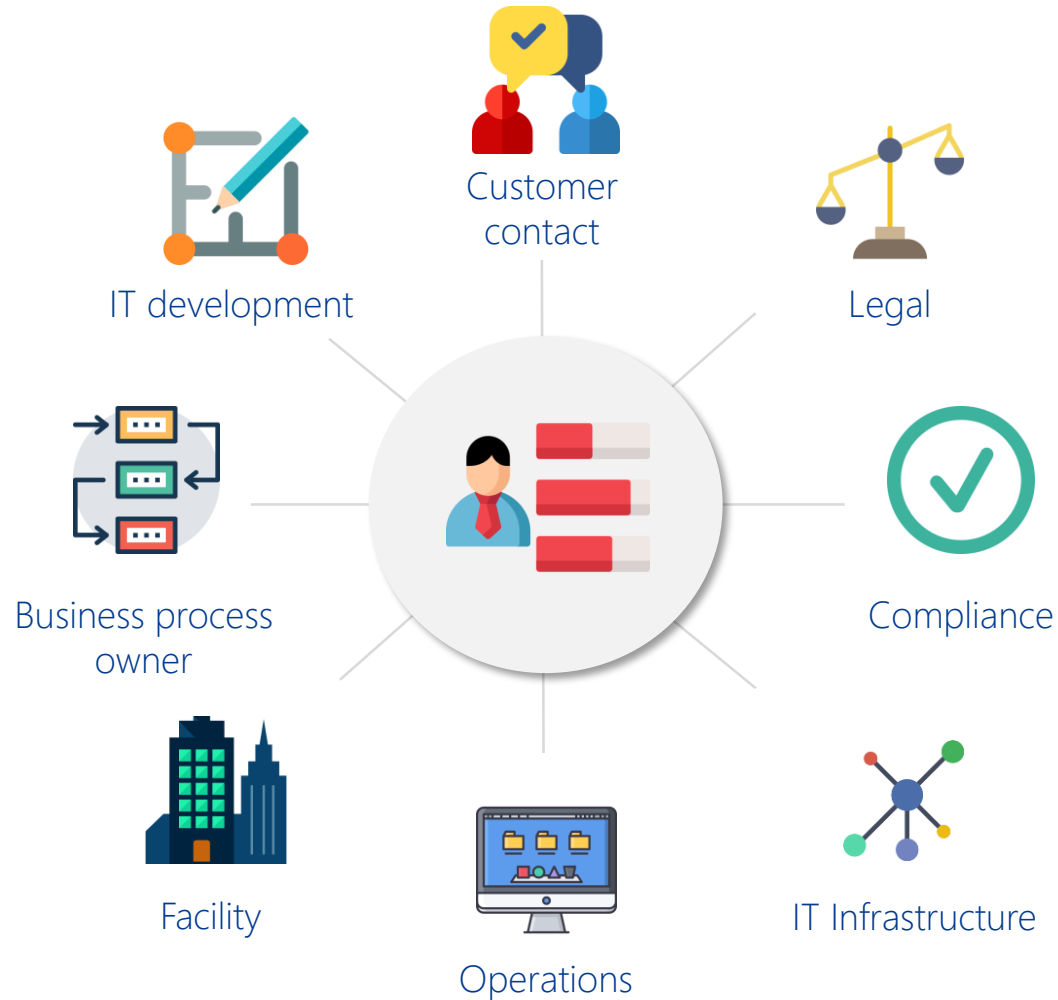 Customer
contact
IT development
Legal
Business process
owner
Compliance
Facility
IT Infrastructure
Operations